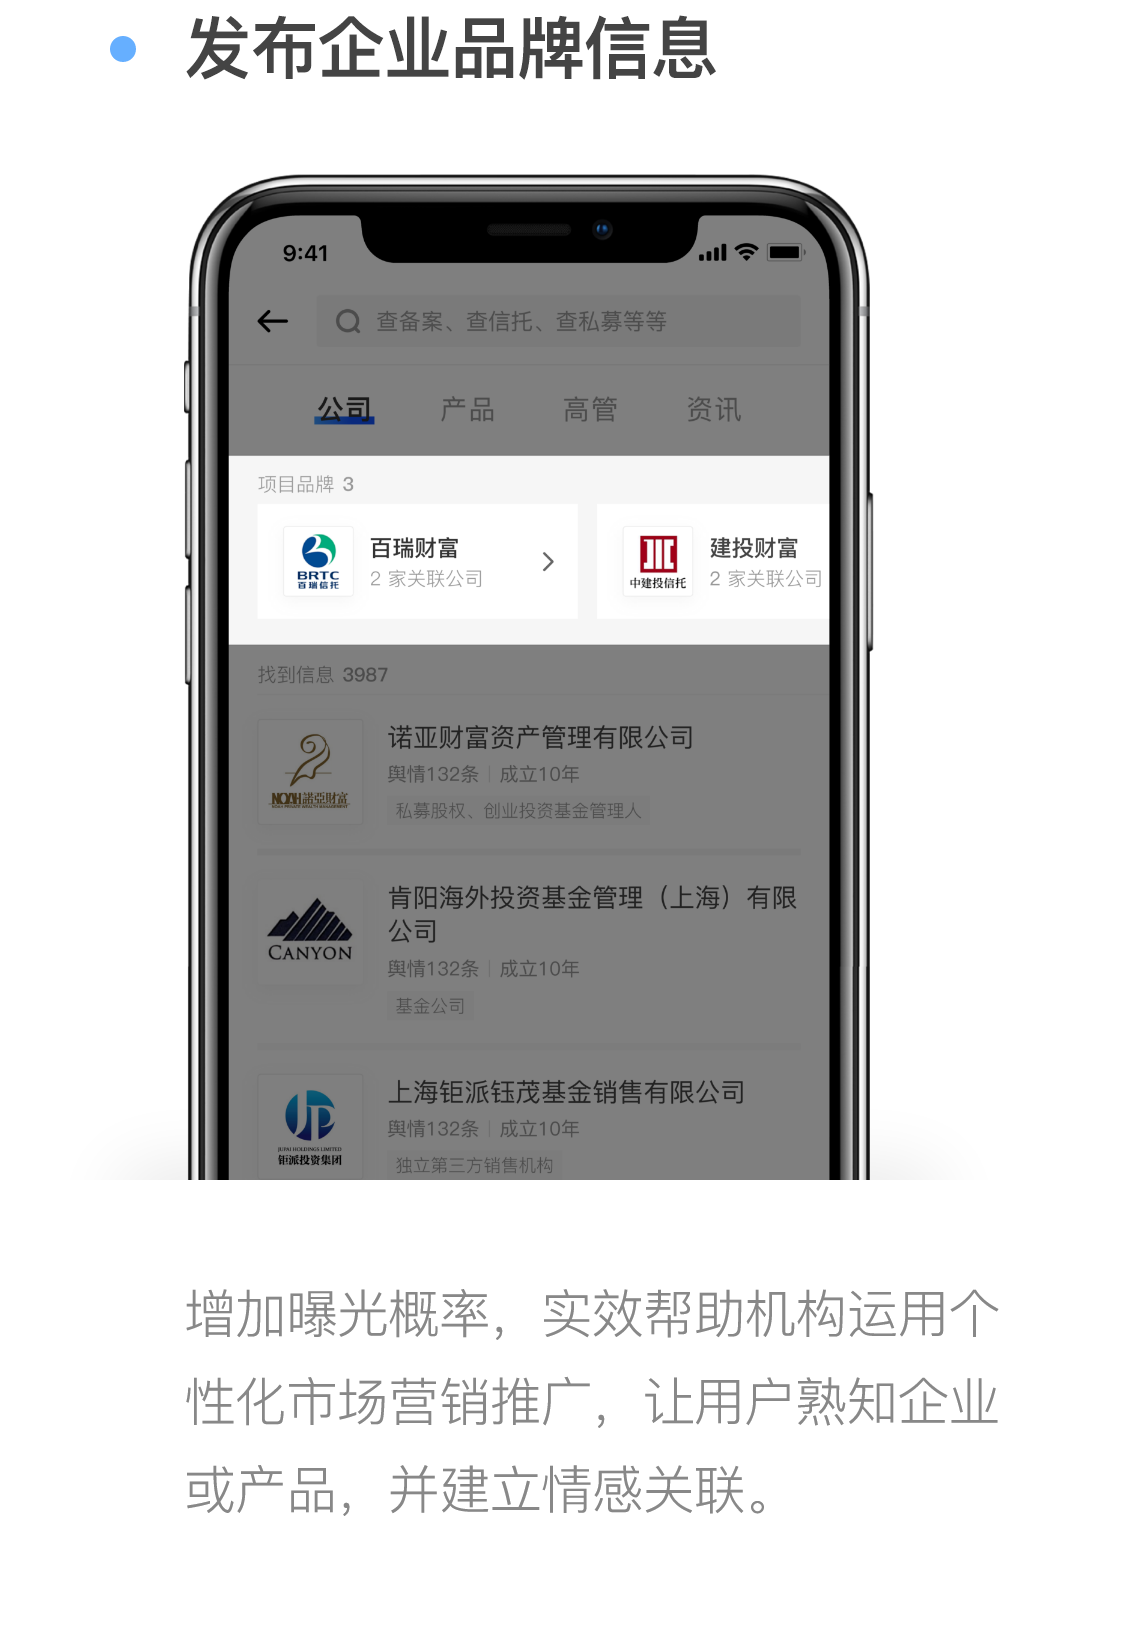 发布企业品牌信息
9:41
查备案、查信托、查私募等等
公司 产品 高管 资讯
项目品牌 3
BRTC
百瑞信托
百瑞财富
2 家关联公司
中建投信托
建投财富
2 家关联公司
找到信息 3987
NOAH 諾亞財富
诺亚财富资产管理有限公司
舆情132条 成立10年
私募股权、创业投资基金管理人
CANYON
肯阳海外投资基金管理（上海）有限
公司
舆情132条 成立10年
基金公司
JUPAI HOLDINGS LIMITED
钜派投资集团
上海钜派钰茂基金销售有限公司
舆情132条 成立10年
独立第三方销售机构
增加曝光概率，实效帮助机构运用个
性化市场营销推广，让用户熟知企业
或产品，并建立情感关联。